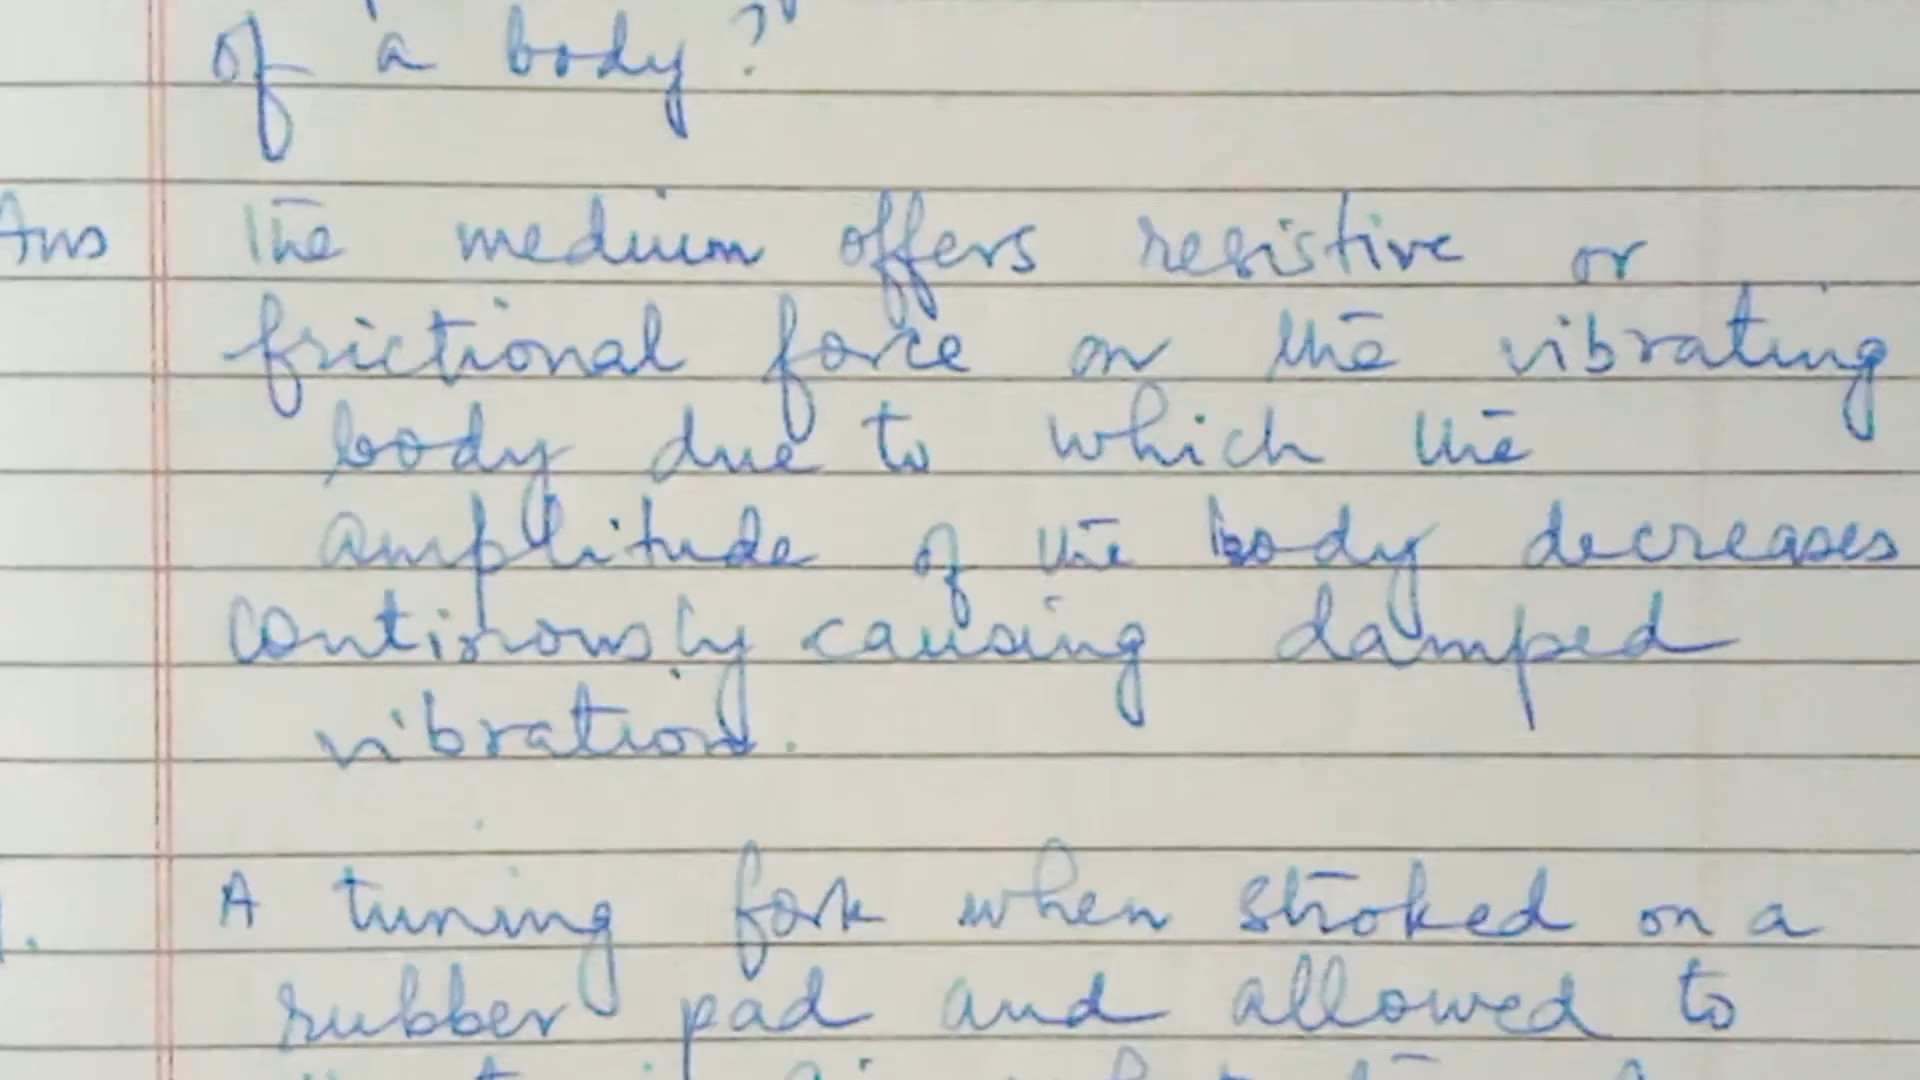 of a body?
Ans The medium offers resistive or
frictional force on the vibrating
body due to which the
amplitude of the body decreases
continously causing damped
vibration.
A tuning fork when stroked on a
rubber pad and allowed to